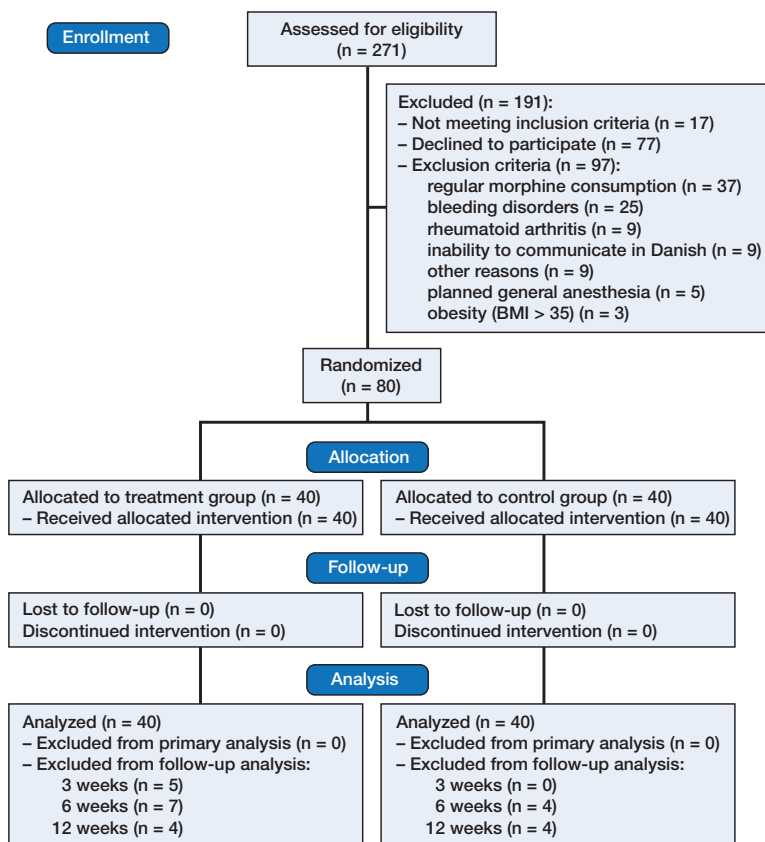 Enrollment
Assessed for eligibility
(n = 271)
Excluded (n = 191):
– Not meeting inclusion criteria (n = 17)
– Declined to participate (n = 77)
– Exclusion criteria (n = 97):
regular morphine consumption (n = 37)
bleeding disorders (n = 25)
rheumatoid arthritis (n = 9)
inability to communicate in Danish (n = 9)
other reasons (n = 9)
planned general anesthesia (n = 5)
obesity (BMI > 35) (n = 3)
Randomized
(n = 80)
Allocation
Allocated to treatment group (n = 40)
– Received allocated intervention (n = 40)
Allocated to control group (n = 40)
– Received allocated intervention (n = 40)
Follow-up
Lost to follow-up (n = 0)
Discontinued intervention (n = 0)
Lost to follow-up (n = 0)
Discontinued intervention (n = 0)
Analysis
Analyzed (n = 40)
– Excluded from primary analysis (n = 0)
– Excluded from follow-up analysis:
3 weeks (n = 5)
6 weeks (n = 7)
12 weeks (n = 4)
Analyzed (n = 40)
– Excluded from primary analysis (n = 0)
– Excluded from follow-up analysis:
3 weeks (n = 0)
6 weeks (n = 4)
12 weeks (n = 4)